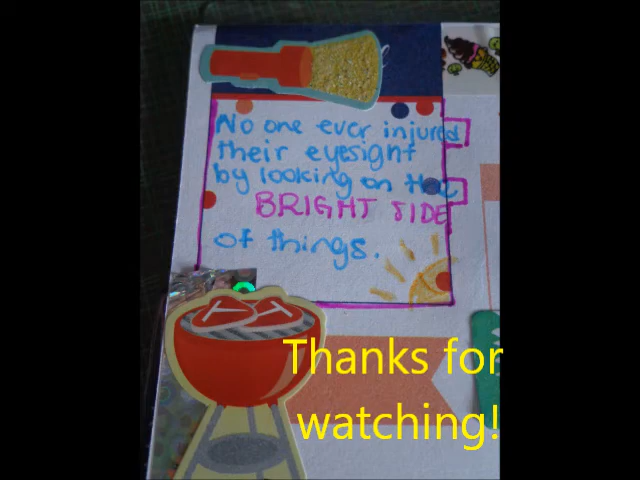 No one ever injured
their eyesight
by looking on the
BRIGHT SIDE
of things.
Thanks for
watching!